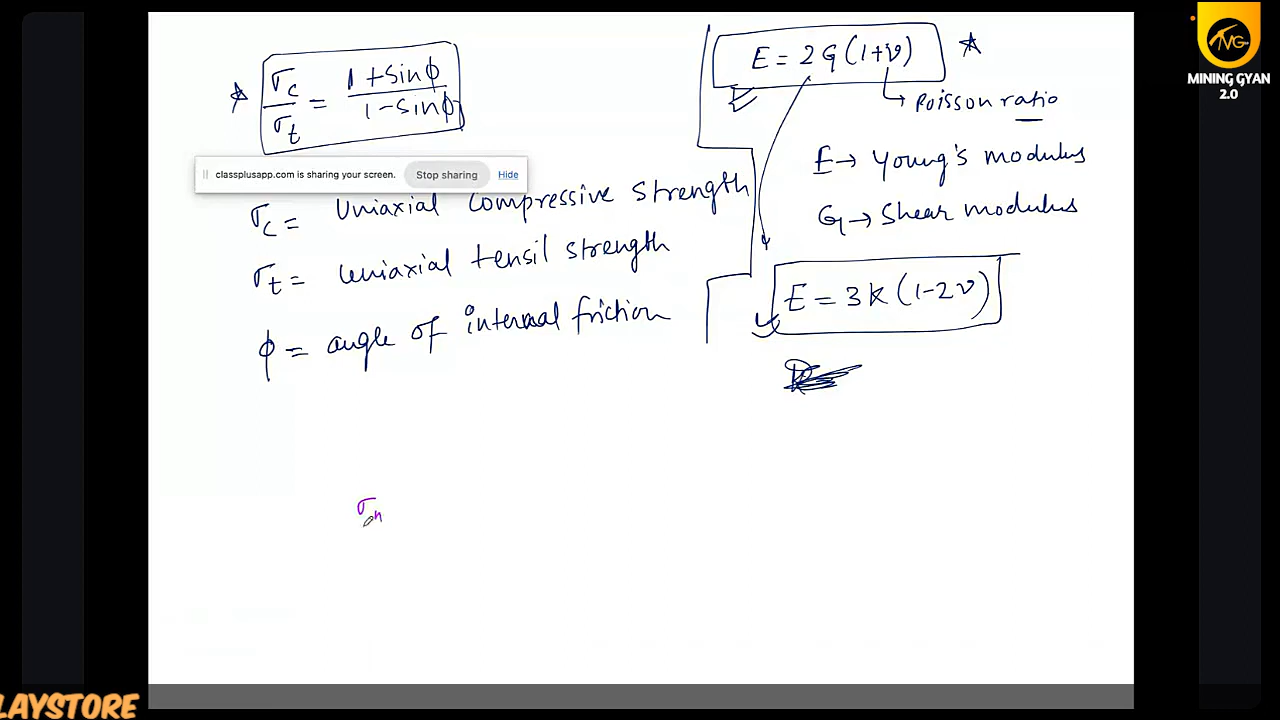 σc/σt = 1+sinϕ/1-sinϕ
classplusapp.com is sharing your screen. Stop sharing Hide
σc = Uniaxial compressive strength
σt = Uniaxial tensil strength
ϕ = angle of internal friction
E = 2G(1+ν)
Poisson ratio
E → Young's modulus
G → Shear modulus
E = 3K(1-2ν)
σn
TNG
MINING GYAN
2.0
LAYSTORE